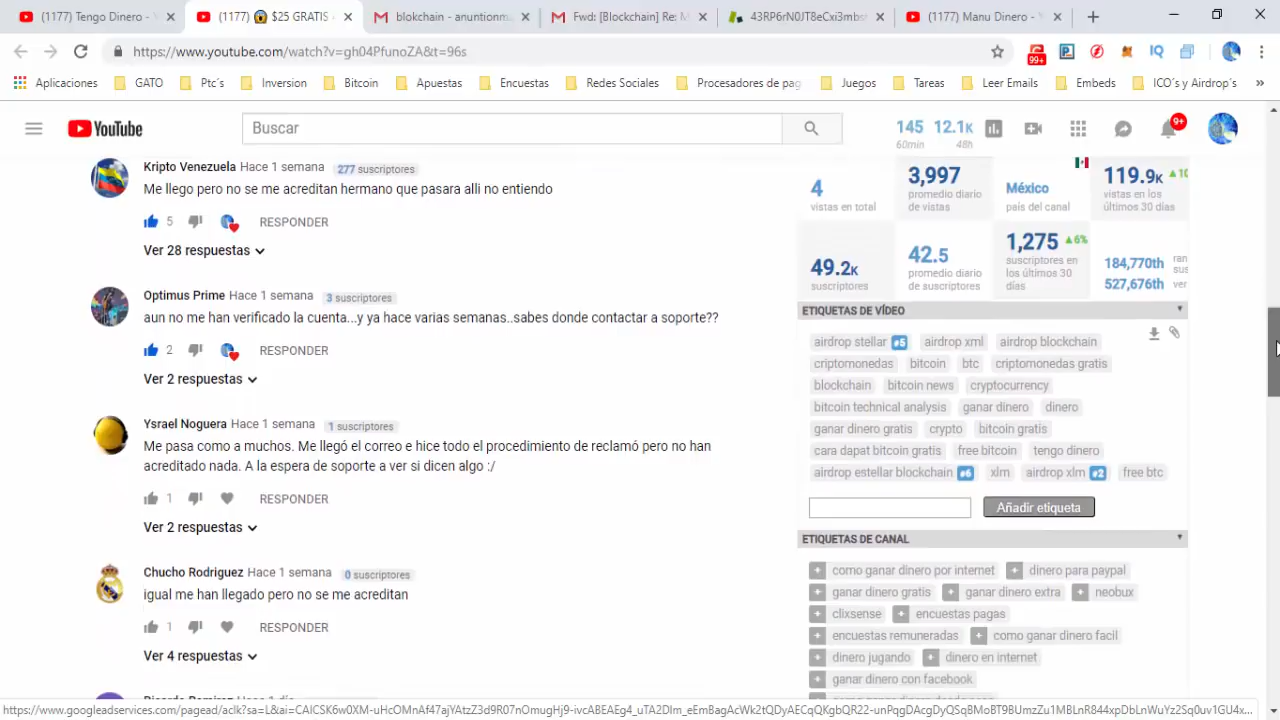 (1177) Tengo Dinero -
(1177) 😱 $25 GRATIS -
blokchain - anuntionma
Fwd: [Blockchain] Re: M
43RP6rN0JT8eCxi3mbs
(1177) Manu Dinero - Y
https://www.youtube.com/watch?v=gh04PfunoZA&t=96s
99+
IQ
Aplicaciones
GATO
Ptc´s
Inversion
Bitcoin
Apuestas
Encuestas
Redes Sociales
Procesadores de pag
Juegos
Tareas
Leer Emails
Embeds
ICO´s y Airdrop´s
YouTube
Buscar
145
60min
12.1k
48h
9+
Kripto Venezuela Hace 1 semana 277 suscriptores
Me llego pero no se me acreditan hermano que pasara alli no entiendo
5
RESPONDER
Ver 28 respuestas
Optimus Prime Hace 1 semana 3 suscriptores
aun no me han verificado la cuenta...y ya hace varias semanas..sabes donde contactar a soporte??
2
RESPONDER
Ver 2 respuestas
Ysrael Noguera Hace 1 semana 1 suscriptores
Me pasa como a muchos. Me llegó el correo e hice todo el procedimiento de reclamó pero no han
acreditado nada. A la espera de soporte a ver si dicen algo :/
1
RESPONDER
Ver 2 respuestas
Chucho Rodriguez Hace 1 semana 0 suscriptores
igual me han llegado pero no se me acreditan
1
RESPONDER
Ver 4 respuestas
4
vistas en total
3,997
promedio diario
de vistas
México
país del canal
119.9k
vistas en los
últimos 30 días
49.2k
suscriptores
42.5
promedio diario
de auscriptores
1,275 6%
suscriptores en
los últimos 30
días
184,770th
527,676th
ETIQUETAS DE VÍDEO
airdrop stellar #5 airdrop xml airdrop blockchain
criptomonedas bitcoin btc criptomonedas gratis
blockchain bitcoin news cryptocurrency
bitcoin technical analysis ganar dinero dinero
ganar dinero gratis crypto bitcoin gratis
cara dapat bitcoin gratis free bitcoin tengo dinero
airdrop estellar blockchain #6 xlm airdrop xlm #2 free btc
Añadir etiqueta
ETIQUETAS DE CANAL
+ como ganar dinero por internet + dinero para paypal
+ ganar dinero gratis + ganar dinero extra + neobux
+ clixsense + encuestas pagas
+ encuestas remuneradas + como ganar dinero facil
+ dinero jugando + dinero en internet
+ ganar dinero con facebook